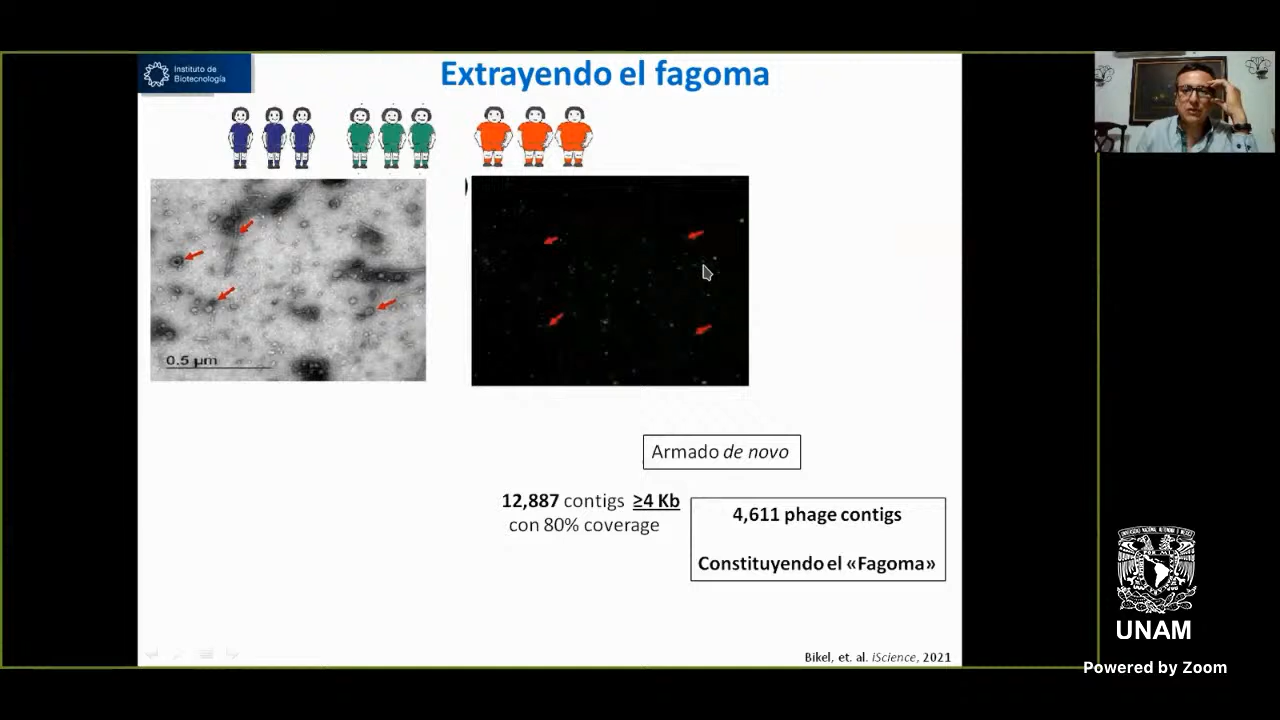 Instituto de
Biotecnología
Extrayendo el fagoma
0.5 µm
Armado de novo
12,887 contigs ≥4 Kb
con 80% coverage
4,611 phage contigs
Constituyendo el «Fagoma»
Bikel, et. al. iScience, 2021
UNAM
Powered by Zoom